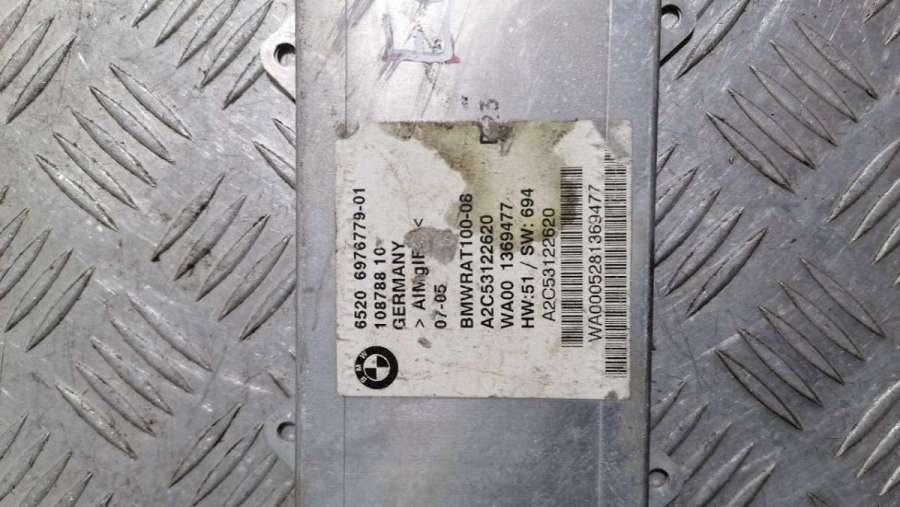 6520 6976779-01
108788 10
GERMANY
07-05
BMWRAT100-08
A2C53122620
WA00 1369477
HW:51 / SW: 694
A2C53122620
WA0005281369477
BMW